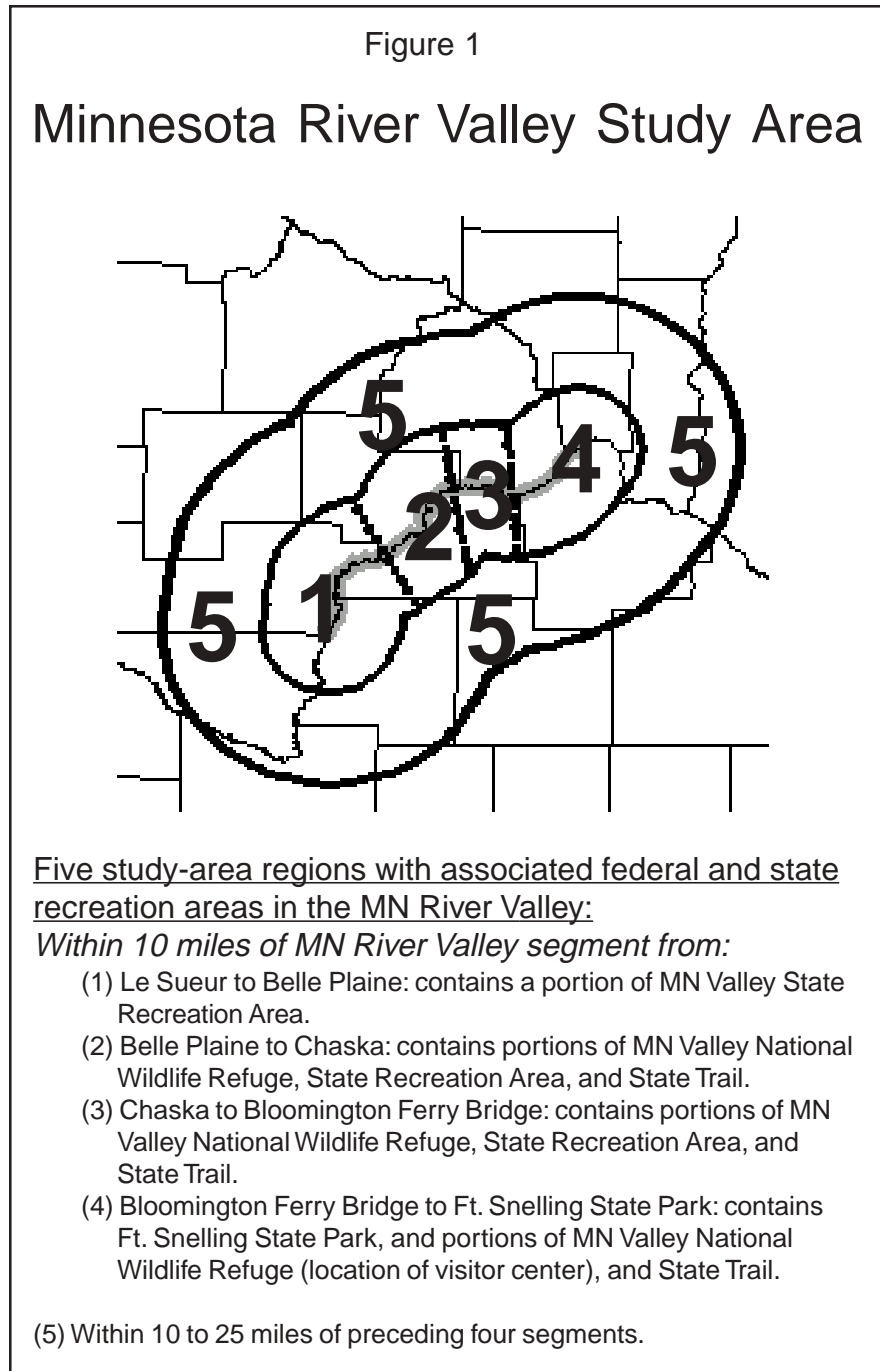 Figure 1
Minnesota River Valley Study Area
5
4
5
3
2
1
5
5
Five study-area regions with associated federal and state
recreation areas in the MN River Valley:
Within 10 miles of MN River Valley segment from:
(1) Le Sueur to Belle Plaine: contains a portion of MN Valley State
Recreation Area.
(2) Belle Plaine to Chaska: contains portions of MN Valley National
Wildlife Refuge, State Recreation Area, and State Trail.
(3) Chaska to Bloomington Ferry Bridge: contains portions of MN
Valley National Wildlife Refuge, State Recreation Area, and
State Trail.
(4) Bloomington Ferry Bridge to Ft. Snelling State Park: contains
Ft. Snelling State Park, and portions of MN Valley National
Wildlife Refuge (location of visitor center), and State Trail.
(5) Within 10 to 25 miles of preceding four segments.